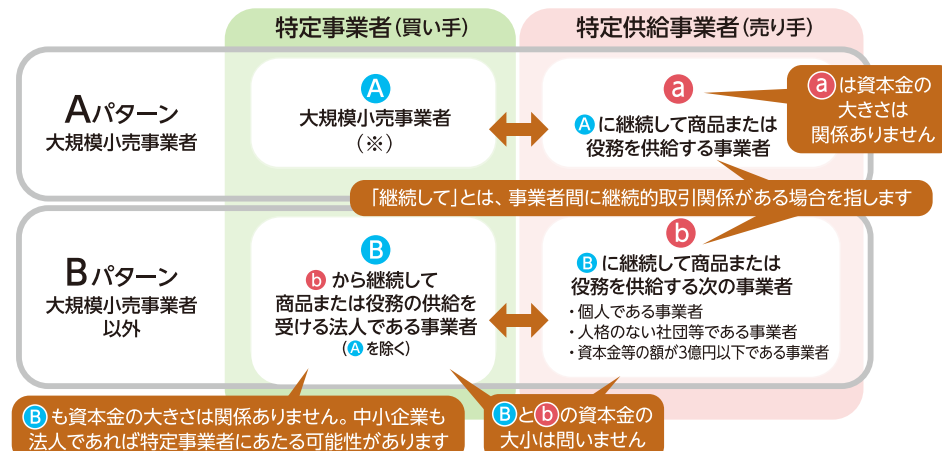 特定事業者(買い手)
特定供給事業者(売り手)
Aパターン
大規模小売事業者
A
大規模小売事業者
(※)
a
Aに継続して商品または
役務を供給する事業者
aは資本金の
大きさは
関係ありません
「継続して」とは、事業者間に継続的取引関係がある場合を指します
Bパターン
大規模小売事業者
以外
B
bから継続して
商品または役務の供給を
受ける法人である事業者
(Aを除く)
b
Bに継続して商品または
役務を供給する次の事業者
・個人である事業者
・人格のない社団等である事業者
・資本金等の額が3億円以下である事業者
Bも資本金の大きさは関係ありません。中小企業も
法人であれば特定事業者にあたる可能性があります
Bとbの資本金の
大小は問いません